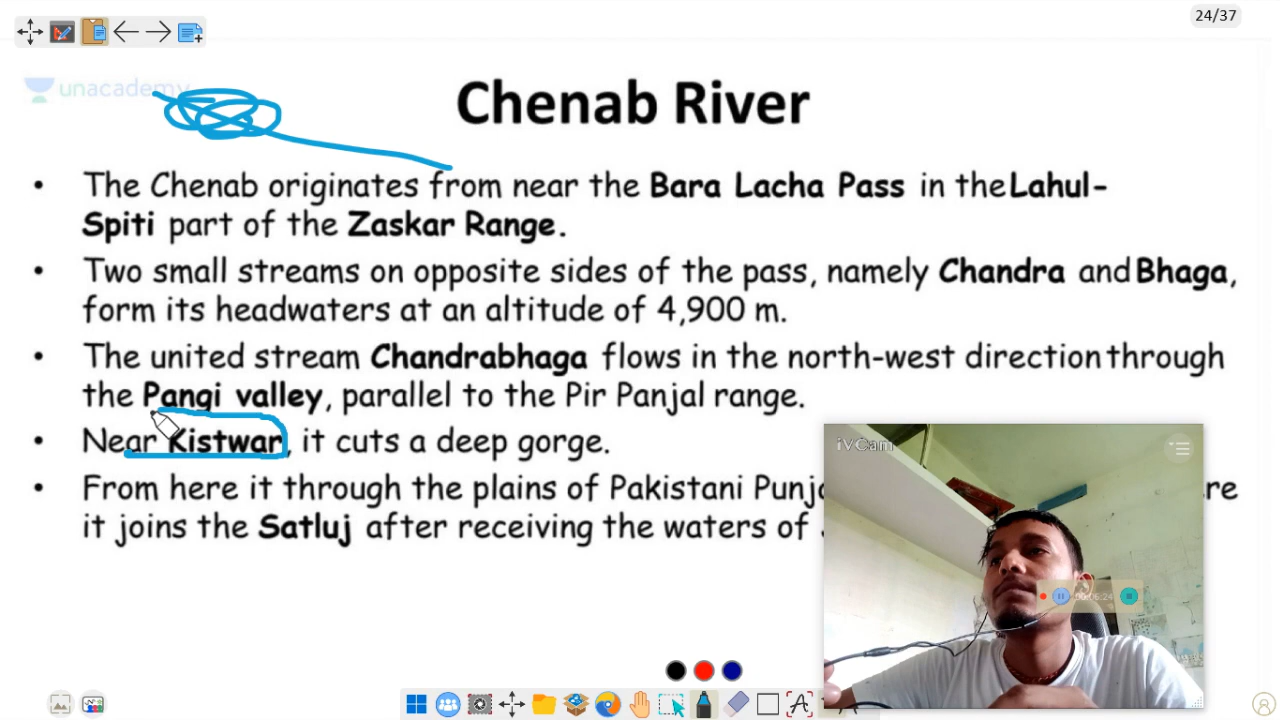 24/37
unacademy
Chenab River
• The Chenab originates from near the Bara Lacha Pass in the Lahul-
Spiti part of the Zaskar Range.
• Two small streams on opposite sides of the pass, namely Chandra and Bhaga,
form its headwaters at an altitude of 4,900 m.
• The united stream Chandrabhaga flows in the north-west direction through
the Pangi valley, parallel to the Pir Panjal range.
• Near Kistwar, it cuts a deep gorge.
iVCam
• From here it through the plains of Pakistani
it joins the Satluj after receiving the waters of
00:06:24